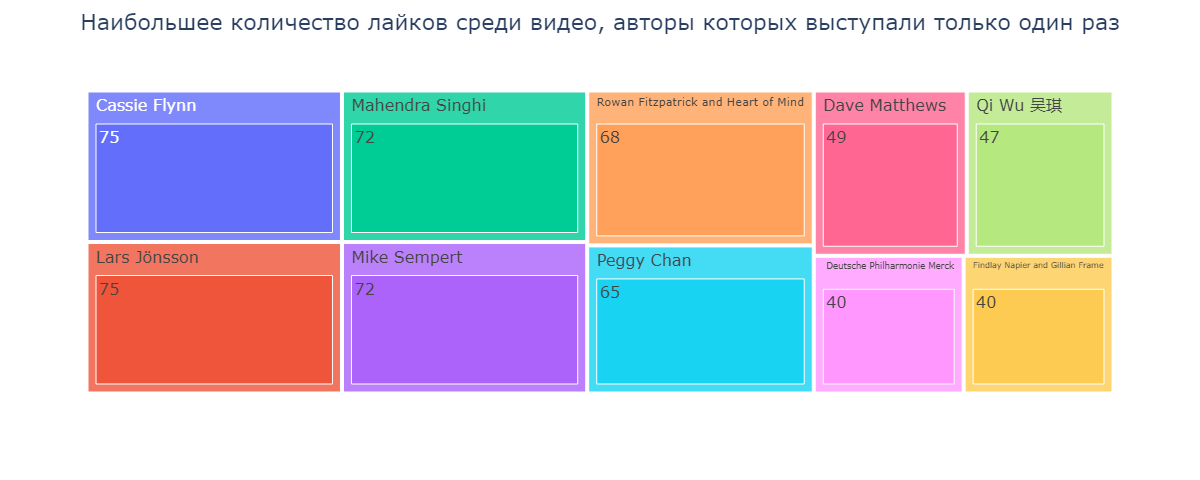 Наибольшее количество лайков среди видео, авторы которых выступали только один раз
Cassie Flynn
75
Lars Jönsson
75
Mahendra Singhi
72
Mike Sempert
72
Rowan Fitzpatrick and Heart of Mind
68
Peggy Chan
65
Dave Matthews
49
Qi Wu 吴琪
47
Deutsche Philharmonie Merck
40
Findlay Napier and Gillian Frame
40